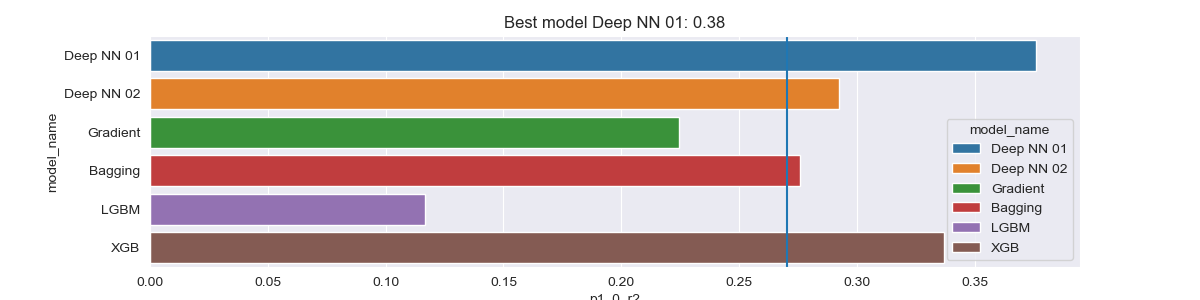 Best model Deep NN 01: 0.38
model_name
Deep NN 01
Deep NN 02
Gradient
Bagging
LGBM
XGB
model_name
Deep NN 01
Deep NN 02
Gradient
Bagging
LGBM
XGB
0.00 0.05 0.10 0.15 0.20 0.25 0.30 0.35